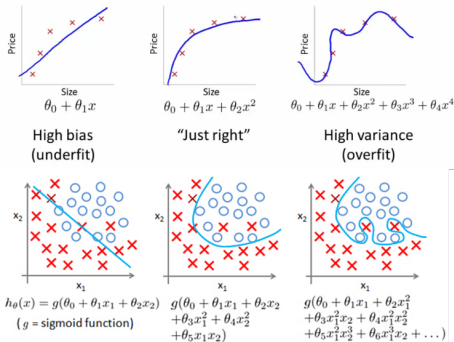 Price
Size
θ₀ + θ₁x
Price
Size
θ₀ + θ₁x + θ₂x²
Price
Size
θ₀ + θ₁x + θ₂x² + θ₃x³ + θ₄x⁴
High bias
(underfit)
“Just right”
High variance
(overfit)
x₂
x₁
h_θ(x) = g(θ₀ + θ₁x₁ + θ₂x₂)
( g = sigmoid function)
x₂
x₁
g(θ₀ + θ₁x₁ + θ₂x₂
+θ₃x₁² + θ₄x₂²
+θ₅x₁x₂)
x₂
x₁
g(θ₀ + θ₁x₁ + θ₂x₁²
+θ₃x₁²x₂ + θ₄x₁²x₂²
+θ₅x₁²x₂³ + θ₆x₁³x₂ + …)